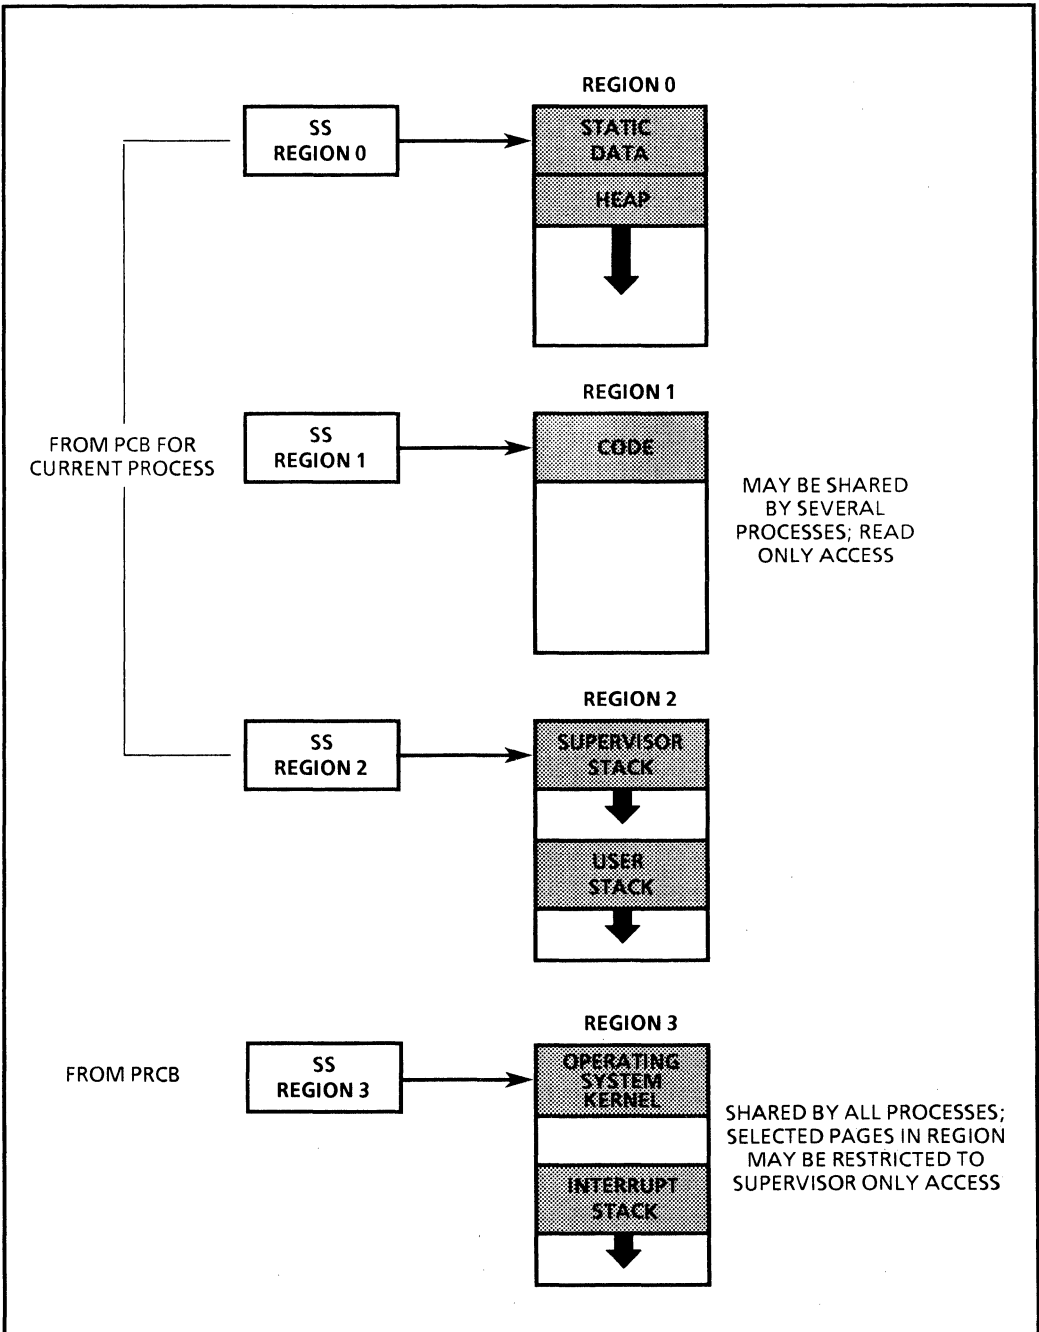 REGION 0
SS
REGION 0
STATIC
DATA
HEAP
REGION 1
FROM PCB FOR
CURRENT PROCESS
SS
REGION 1
CODE
MAY BE SHARED
BY SEVERAL
PROCESSES; READ
ONLY ACCESS
REGION 2
SS
REGION 2
SUPERVISOR
STACK
USER
STACK
REGION 3
FROM PRCB
SS
REGION 3
OPERATING
SYSTEM
KERNEL
SHARED BY ALL PROCESSES;
SELECTED PAGES IN REGION
MAY BE RESTRICTED TO
SUPERVISOR ONLY ACCESS
INTERRUPT
STACK